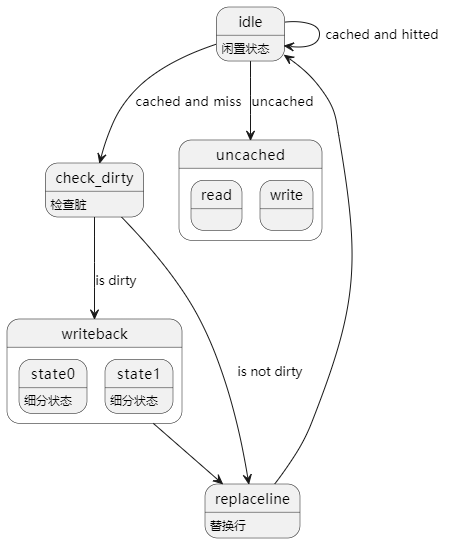 idle
闲置状态
cached and hitted
cached and miss
uncached
check_dirty
检查脏
uncached
read
write
is dirty
writeback
state0
细分状态
state1
细分状态
is not dirty
replaceline
替换行